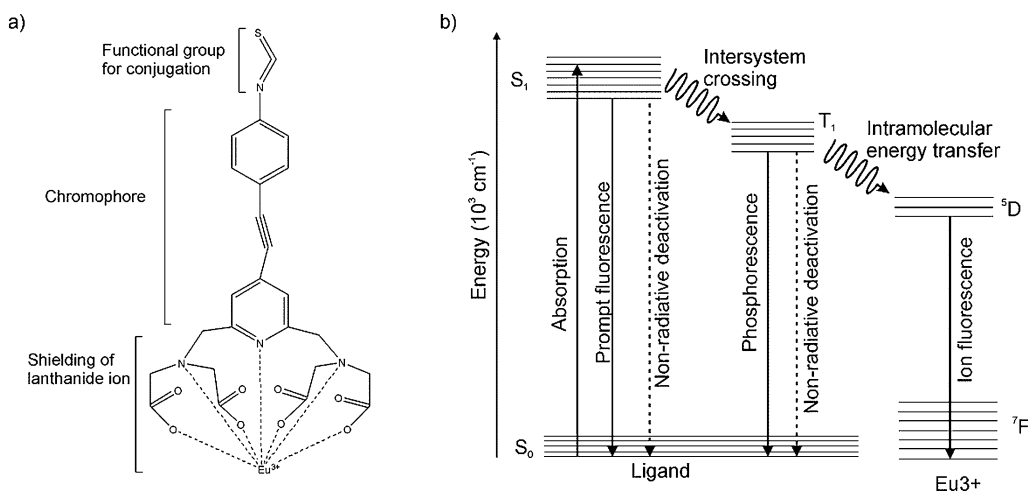 a)
Functional group
for conjugation
S
N
Chromophore
N
Shielding of
lanthanide ion
N
N
O
O
O
O
O
O
O
O
Eu3+
b)
Energy (10³ cm⁻¹)
S₁
Intersystem
crossing
T₁
Intramolecular
energy transfer
⁵D
Absorption
Prompt fluorescence
Non-radiative deactivation
Phosphorescence
Non-radiative deactivation
Ion fluorescence
⁷F
S₀
Ligand
Eu3+